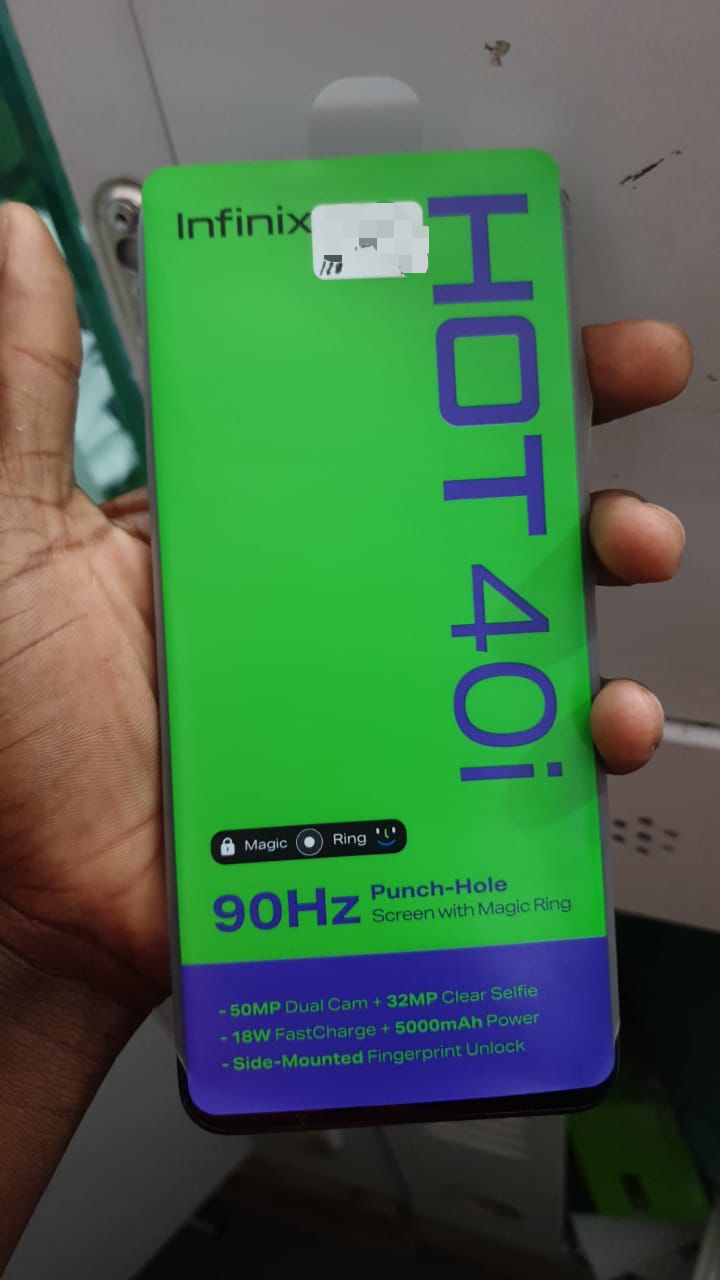 Infinix
HOT 40i
Magic Ring
90Hz Punch-Hole
Screen with Magic Ring
- 50MP Dual Cam + 32MP Clear Selfie
- 18W FastCharge + 5000mAh Power
- Side-Mounted Fingerprint Unlock